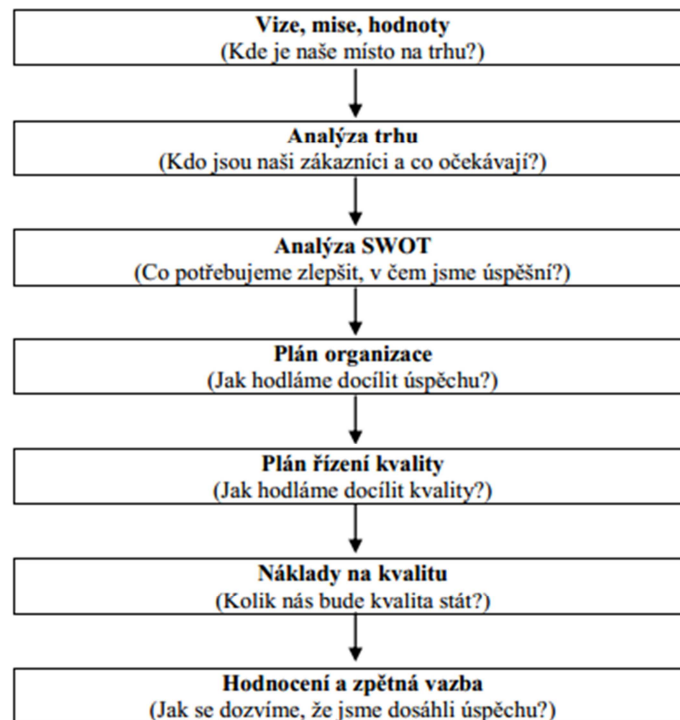 Vize, mise, hodnoty
(Kde je naše místo na trhu?)
Analýza trhu
(Kdo jsou naši zákazníci a co očekávají?)
Analýza SWOT
(Co potřebujeme zlepšit, v čem jsme úspěšní?)
Plán organizace
(Jak hodláme docílit úspěchu?)
Plán řízení kvality
(Jak hodláme docílit kvality?)
Náklady na kvalitu
(Kolik nás bude kvalita stát?)
Hodnocení a zpětná vazba
(Jak se dozvíme, že jsme dosáhli úspěchu?)